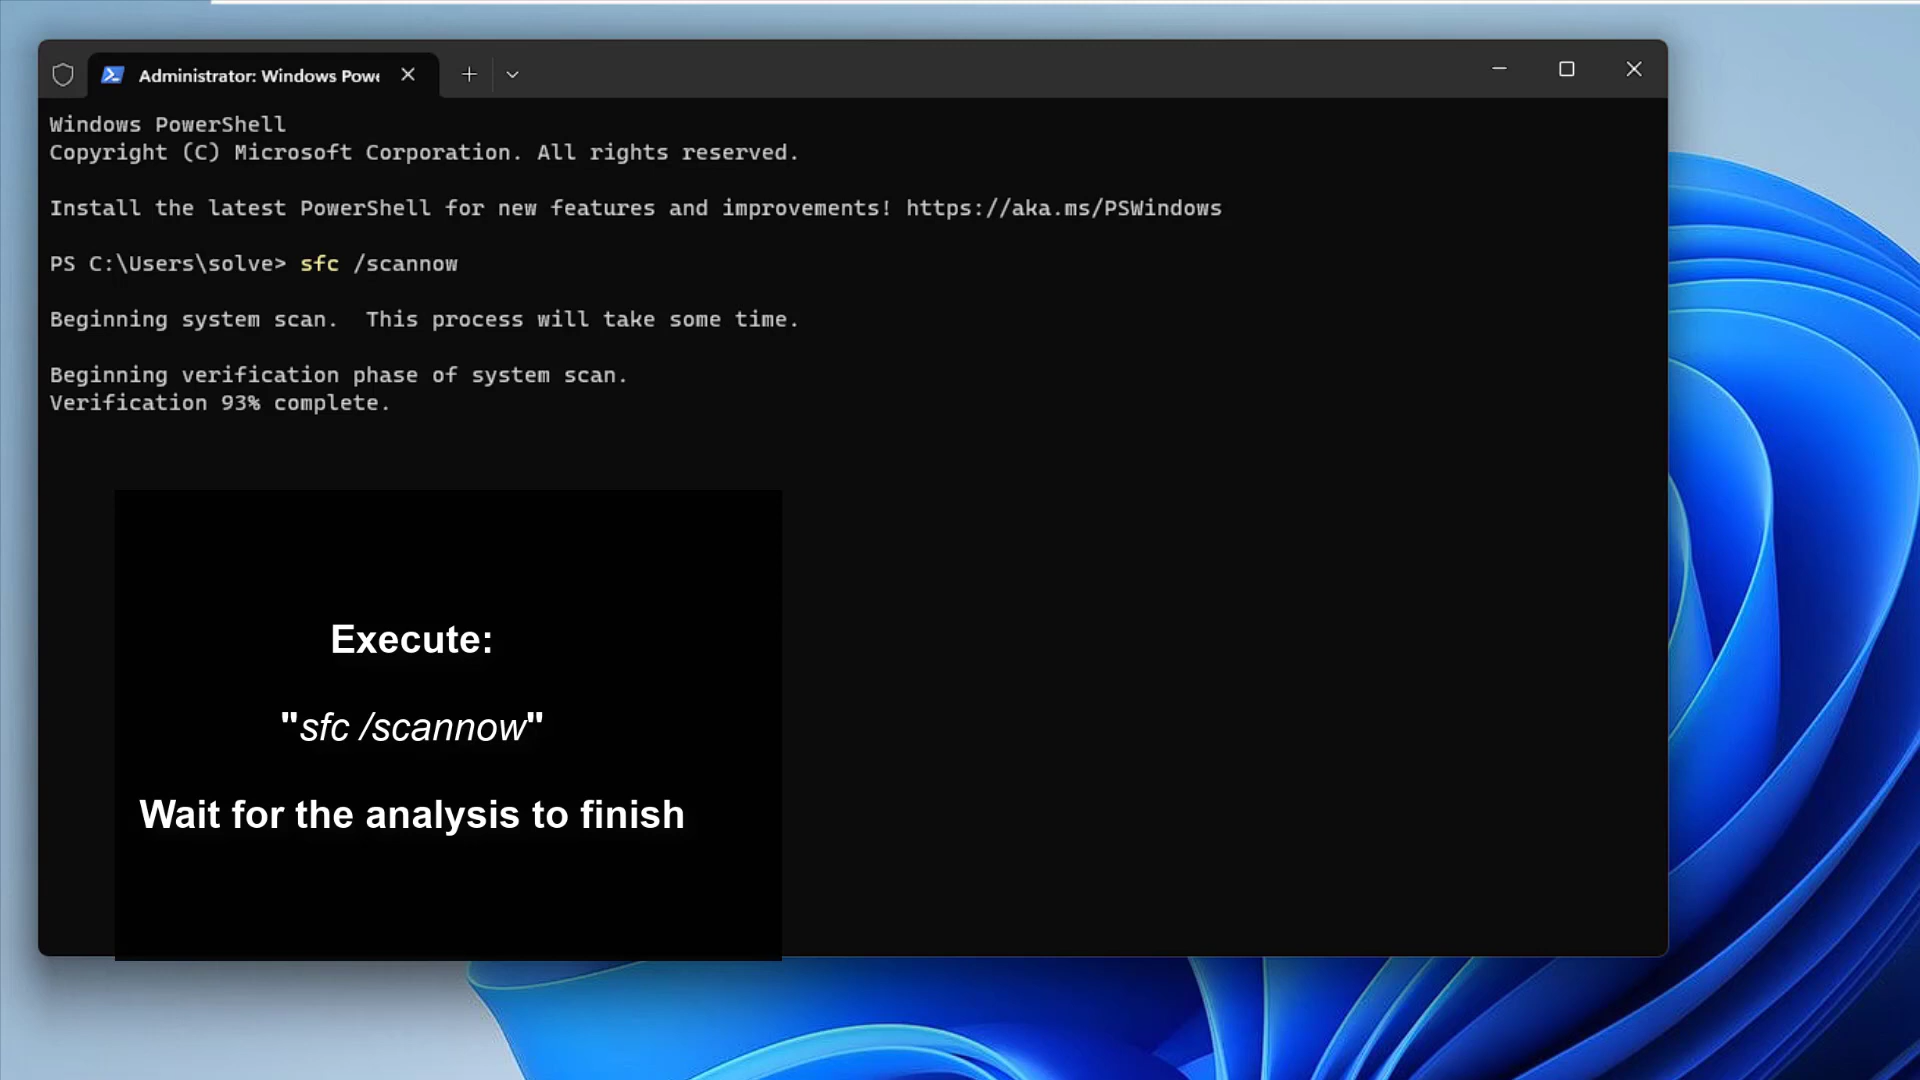 Administrator: Windows Powe
Windows PowerShell
Copyright (C) Microsoft Corporation. All rights reserved.
Install the latest PowerShell for new features and improvements! https://aka.ms/PSWindows
PS C:\Users\solve> sfc /scannow
Beginning system scan.  This process will take some time.
Beginning verification phase of system scan.
Verification 93% complete.
Execute:
"sfc /scannow"
Wait for the analysis to finish